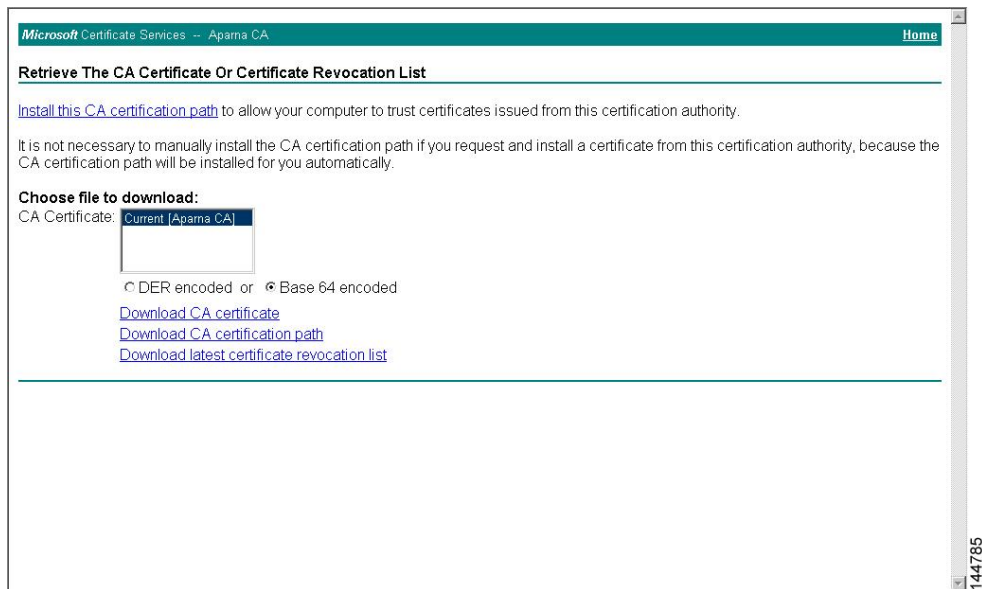 Microsoft Certificate Services -- Aparna CA Home
Retrieve The CA Certificate Or Certificate Revocation List
Install this CA certification path to allow your computer to trust certificates issued from this certification authority.
It is not necessary to manually install the CA certification path if you request and install a certificate from this certification authority, because the
CA certification path will be installed for you automatically.
Choose file to download:
CA Certificate: Current [Aparna CA]
DER encoded or Base 64 encoded
Download CA certificate
Download CA certification path
Download latest certificate revocation list
144785